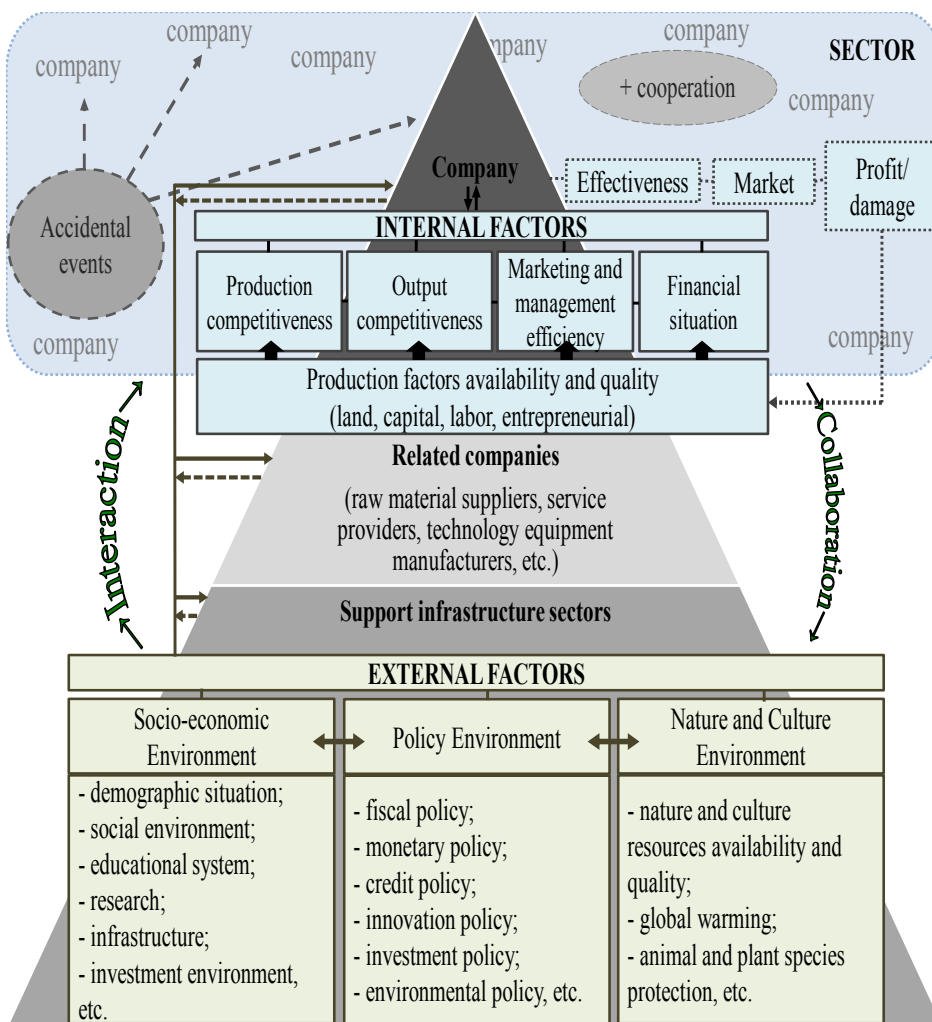 company
company
company
company
company
SECTOR
+ cooperation
company
Company
Effectiveness
Market
Profit/
damage
Accidental
events
INTERNAL FACTORS
Production
competitiveness
Output
competitiveness
Marketing and
management
efficiency
Financial
situation
company
company
Production factors availability and quality
(land, capital, labor, entrepreneurial)
Interaction
Collaboration
Related companies
(raw material suppliers, service
providers, technology equipment
manufacturers, etc.)
Support infrastructure sectors
EXTERNAL FACTORS
Socio-economic
Environment
Policy Environment
Nature and Culture
Environment
- demographic situation;
- social environment;
- educational system;
- research;
- infrastructure;
- investment environment,
etc.
- fiscal policy;
- monetary policy;
- credit policy;
- innovation policy;
- investment policy;
- environmental policy, etc.
- nature and culture
resources availability and
quality;
- global warming;
- animal and plant species
protection, etc.